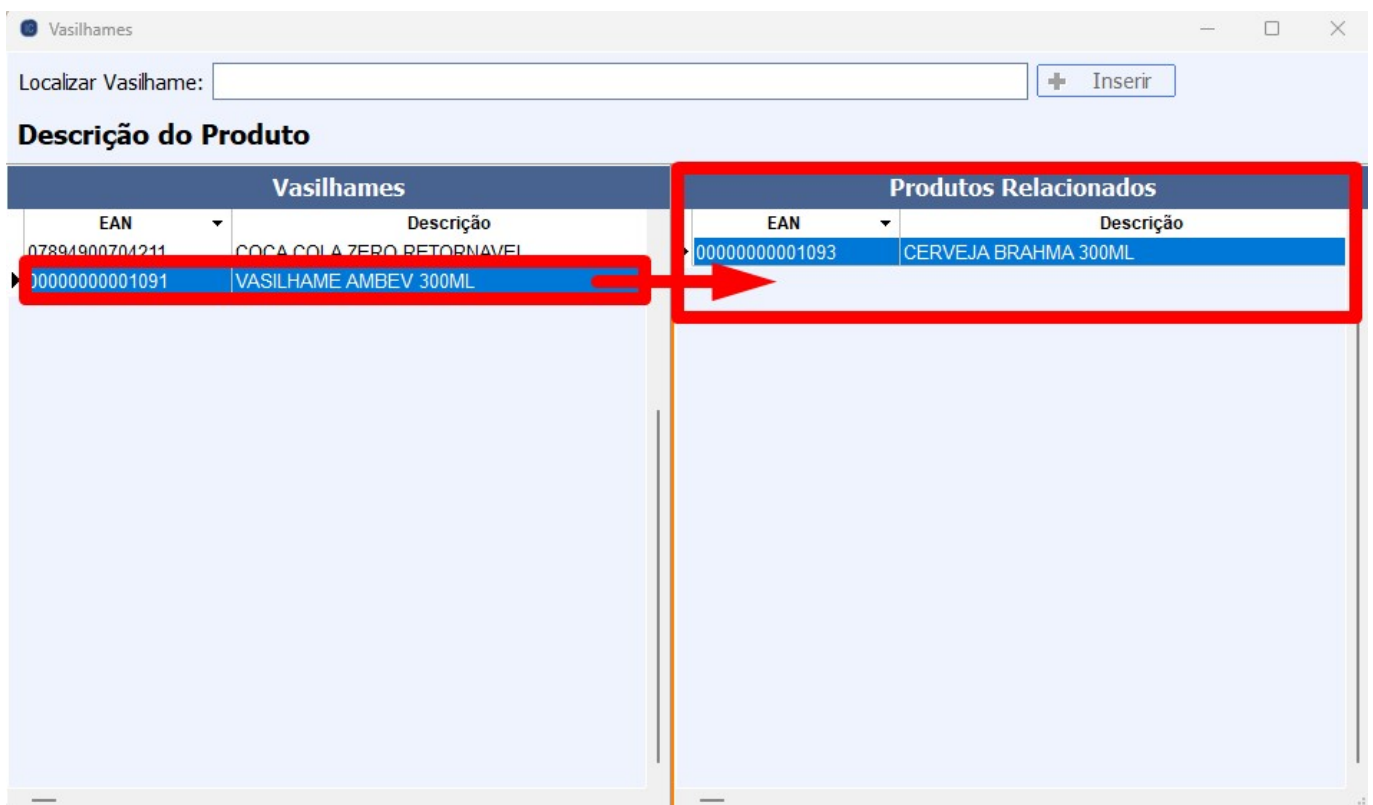 Vasilhames
Localizar Vasilhame:
Inserir
Descrição do Produto
Vasilhames
Produtos Relacionados
EAN Descrição
EAN Descrição
07894900704211 COCA COLA ZERO RETORNAVEL
00000000001093 CERVEJA BRAHMA 300ML
00000000001091 VASILHAME AMBEV 300ML